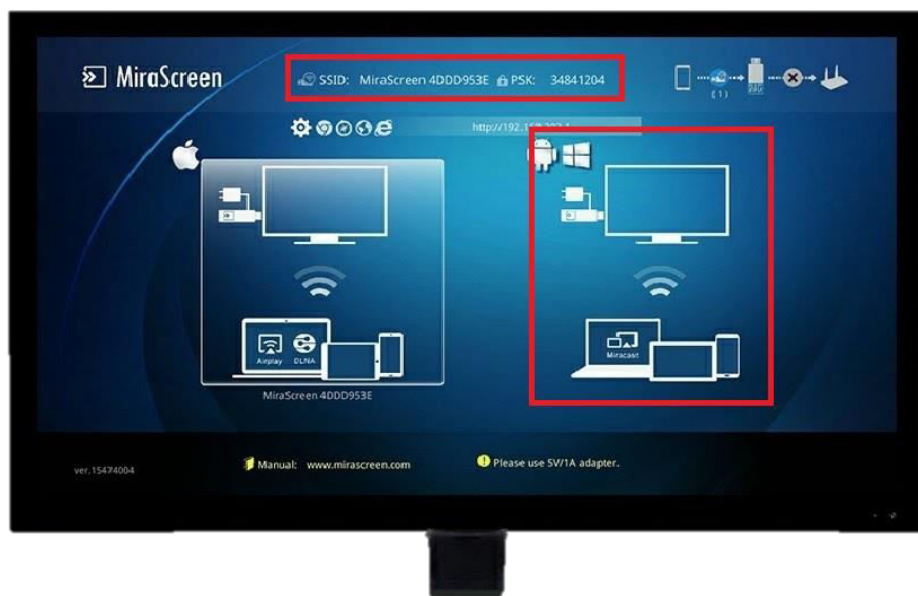 MiraScreen
SSID: MiraScreen 4DDD953E PSK: 34841204
(1)
Airplay DLNA
Miracast
MiraScreen 4DDD953E
ver.15474004
Manual: www.mirascreen.com
Please use 5V/1A adapter.